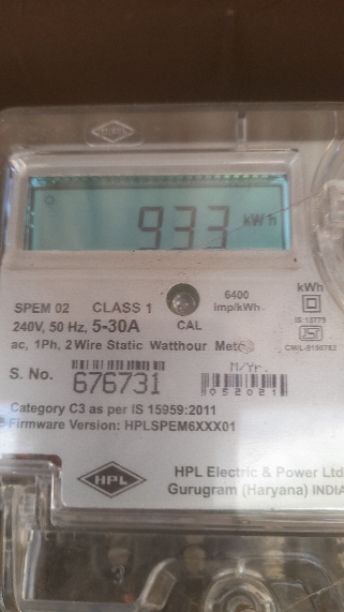 HPL
933 kWh
SPEM 02 CLASS 1
6400
imp/kWh
kWh
240V, 50 Hz, 5-30A
CAL
IS 13779
ac, 1Ph, 2 Wire Static Watthour Meter
S. No. 676731
M/Yr.
052021
Category C3 as per IS 15959:2011
Firmware Version: HPLSPEM6XXX01
HPL
HPL Electric & Power Ltd
Gurugram (Haryana) INDIA